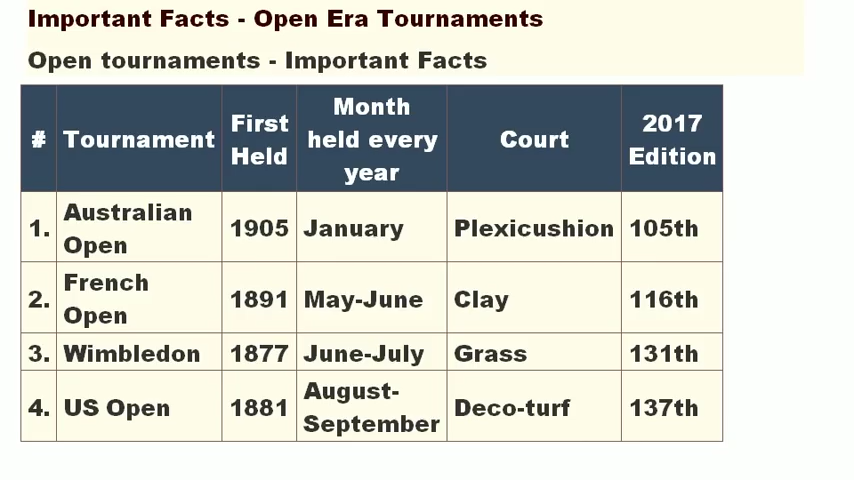 Important Facts - Open Era Tournaments
Open tournaments - Important Facts
# Tournament First Held Month held every year Court 2017 Edition
1. Australian Open 1905 January Plexicushion 105th
2. French Open 1891 May-June Clay 116th
3. Wimbledon 1877 June-July Grass 131th
4. US Open 1881 August-September Deco-turf 137th